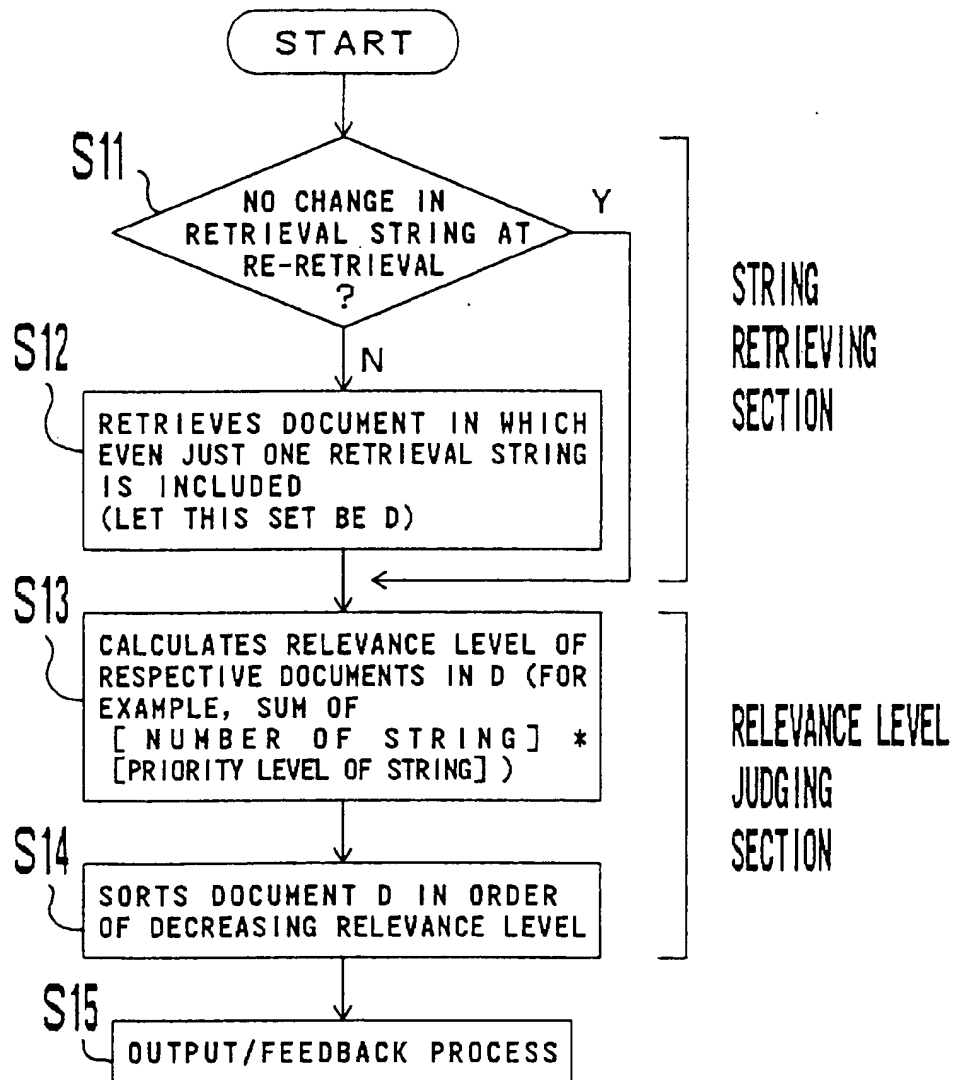 START
S11
NO CHANGE IN
RETRIEVAL STRING AT
RE-RETRIEVAL
?
Y
N
STRING
RETRIEVING
SECTION
S12
RETRIEVES DOCUMENT IN WHICH
EVEN JUST ONE RETRIEVAL STRING
IS INCLUDED
(LET THIS SET BE D)
S13
CALCULATES RELEVANCE LEVEL OF
RESPECTIVE DOCUMENTS IN D (FOR
EXAMPLE, SUM OF
[NUMBER OF STRING] *
[PRIORITY LEVEL OF STRING])
RELEVANCE LEVEL
JUDGING
SECTION
S14
SORTS DOCUMENT D IN ORDER
OF DECREASING RELEVANCE LEVEL
S15
OUTPUT/FEEDBACK PROCESS